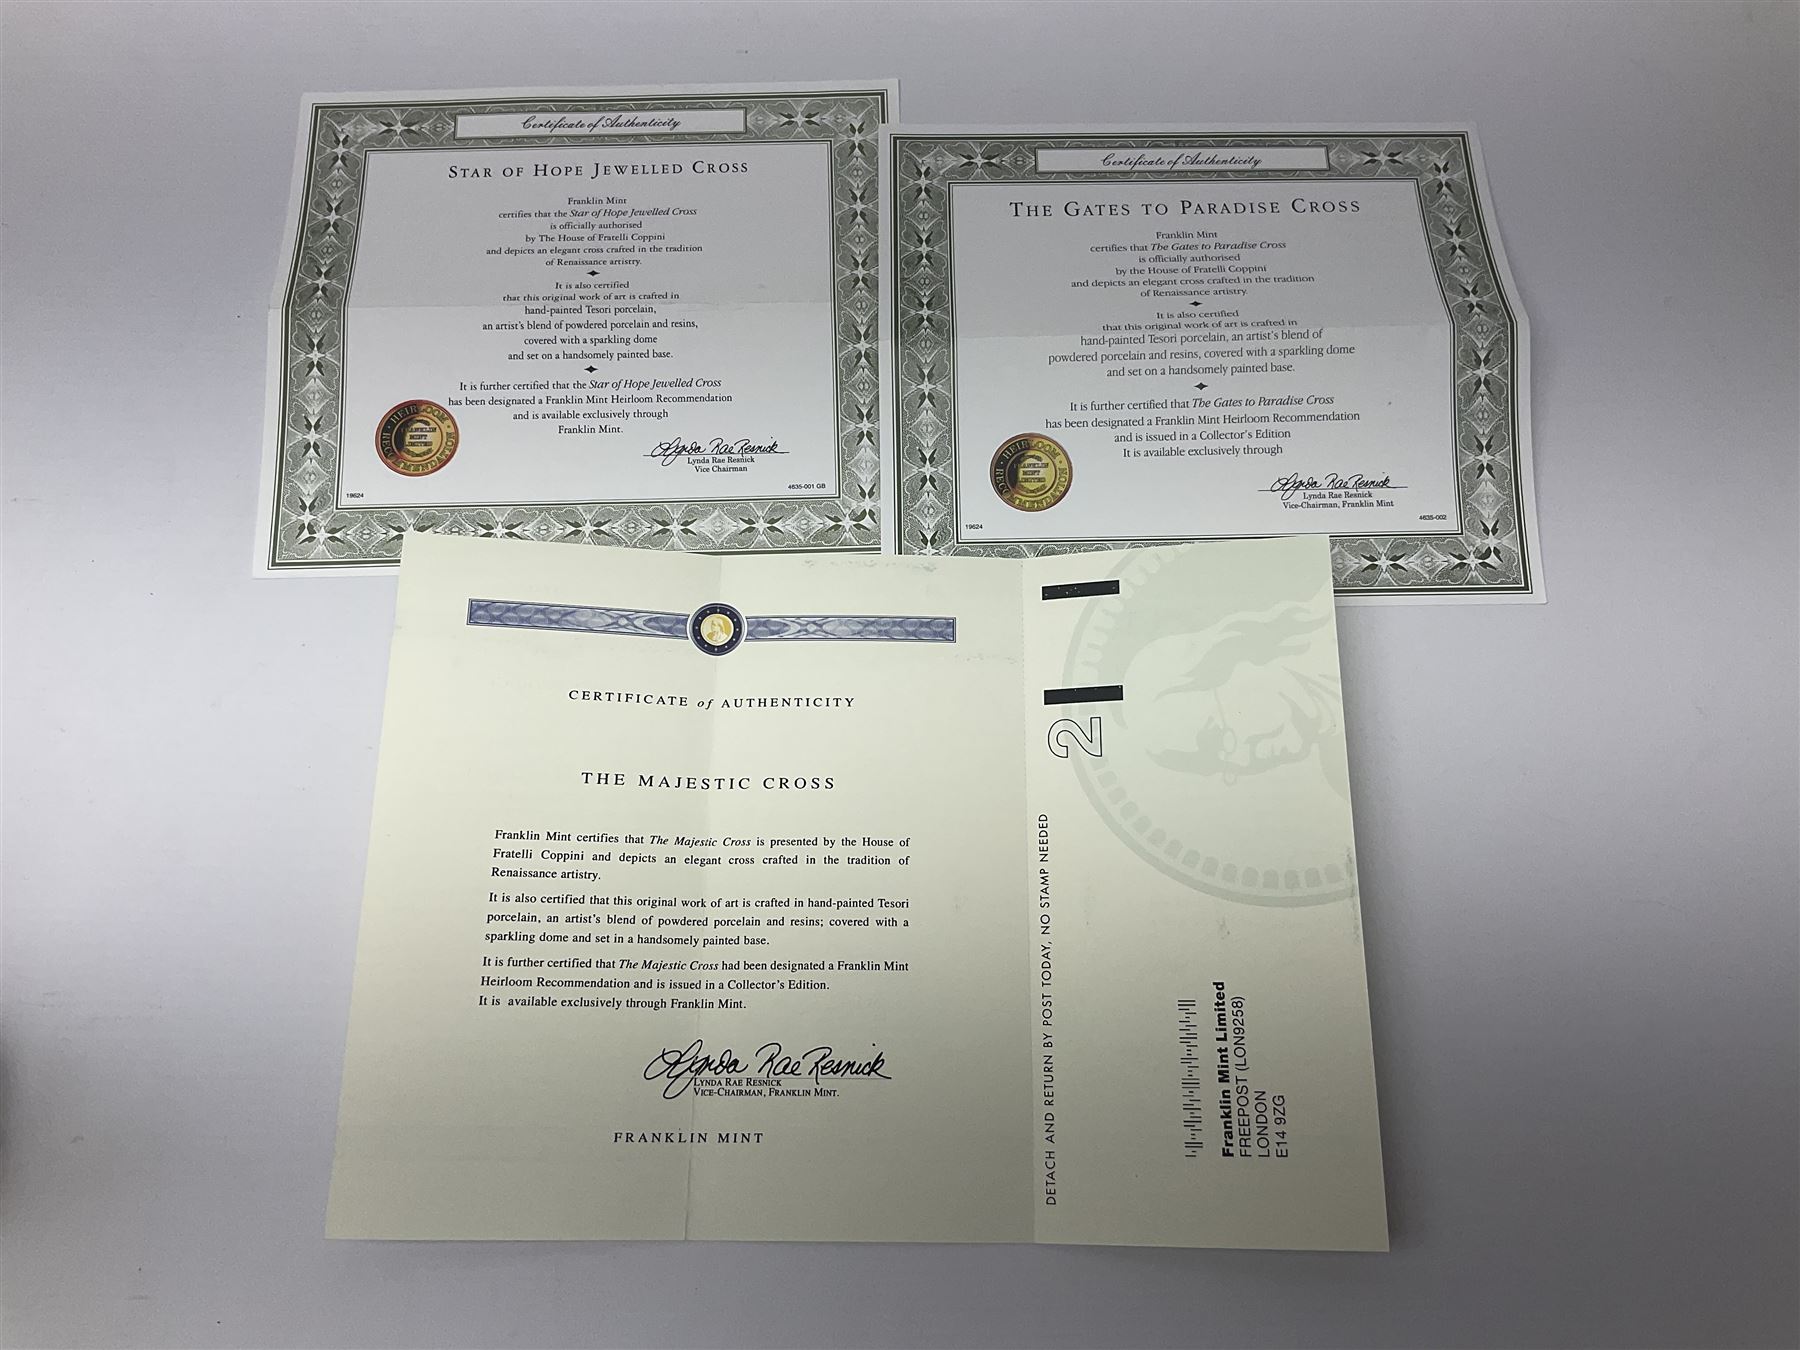 Certificate of Authenticity
STAR OF HOPE JEWELLED CROSS
Franklin Mint
certifies that the Star of Hope Jewelled Cross
is officially authorised
by The House of Fratelli Coppini
and depicts an elegant cross crafted in the tradition
of Renaissance artistry.
It is also certified
that this original work of art is crafted in
hand-painted Tesori porcelain,
an artist's blend of powdered porcelain and resins,
covered with a sparkling dome
and set on a handsomely painted base.
It is further certified that the Star of Hope Jewelled Cross
has been designated a Franklin Mint Heirloom Recommendation
and is available exclusively through
Franklin Mint.
HEIRLOOM
FRANKLIN
MINT
LIMITED
RECOMMENDATION
Lynda Rae Resnick
Lynda Rae Resnick
Vice Chairman
19624
4635-001 GB
Certificate of Authenticity
THE GATES TO PARADISE CROSS
Franklin Mint
certifies that The Gates to Paradise Cross
is officially authorised
by the House of Fratelli Coppini
and depicts an elegant cross crafted in the tradition
of Renaissance artistry.
It is also certified
that this original work of art is crafted in
hand-painted Tesori porcelain, an artist's blend of
powdered porcelain and resins, covered with a sparkling dome
and set on a handsomely painted base.
It is further certified that The Gates to Paradise Cross
has been designated a Franklin Mint Heirloom Recommendation
and is issued in a Collector's Edition
It is available exclusively through
HEIRLOOM
FRANKLIN
MINT
LIMITED
RECOMMENDATION
Lynda Rae Resnick
Lynda Rae Resnick
Vice-Chairman, Franklin Mint
19624
4635-002
CERTIFICATE of AUTHENTICITY
THE MAJESTIC CROSS
Franklin Mint certifies that The Majestic Cross is presented by the House of
Fratelli Coppini and depicts an elegant cross crafted in the tradition of
Renaissance artistry.
It is also certified that this original work of art is crafted in hand-painted Tesori
porcelain, an artist's blend of powdered porcelain and resins; covered with a
sparkling dome and set in a handsomely painted base.
It is further certified that The Majestic Cross had been designated a Franklin Mint
Heirloom Recommendation and is issued in a Collector's Edition.
It is available exclusively through Franklin Mint.
Lynda Rae Resnick
LYNDA RAE RESNICK
VICE-CHAIRMAN, FRANKLIN MINT.
FRANKLIN MINT
2
DETACH AND RETURN BY POST TODAY, NO STAMP NEEDED
Franklin Mint Limited
FREEPOST (LON9258)
LONDON
E14 9ZG